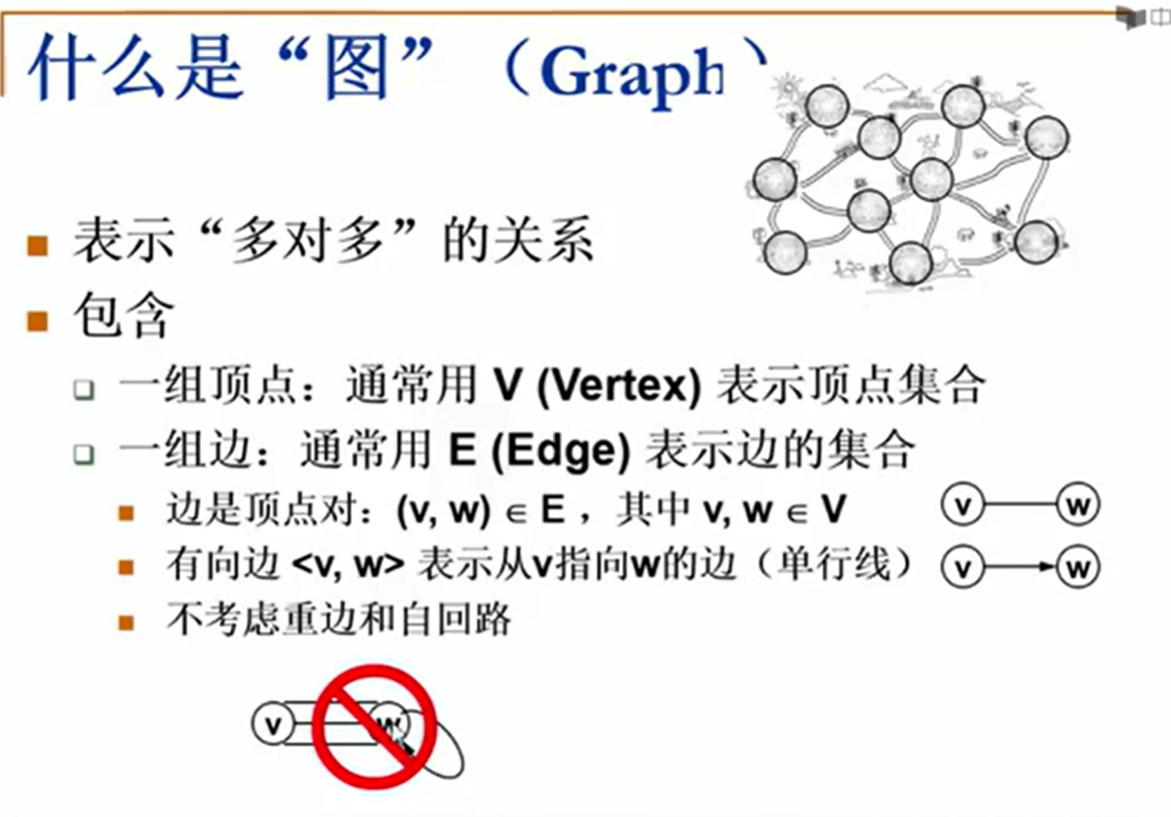 什么是“图”（Graph）
表示“多对多”的关系
包含
一组顶点：通常用 V (Vertex) 表示顶点集合
一组边：通常用 E (Edge) 表示边的集合
边是顶点对：(v, w) ∈ E ，其中 v, w ∈ V
v w
有向边 <v, w> 表示从v指向w的边（单行线）
v w
不考虑重边和自回路
v w